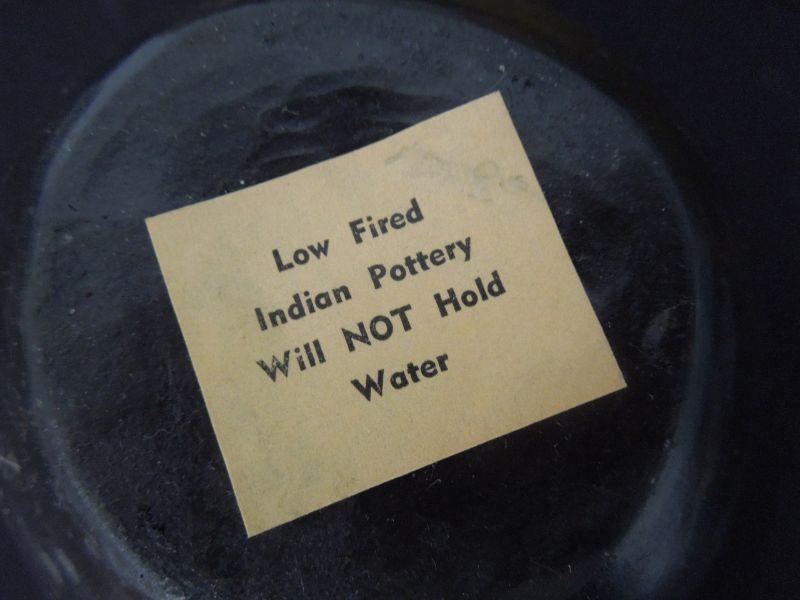 Low Fired
Indian Pottery
Will NOT Hold
Water